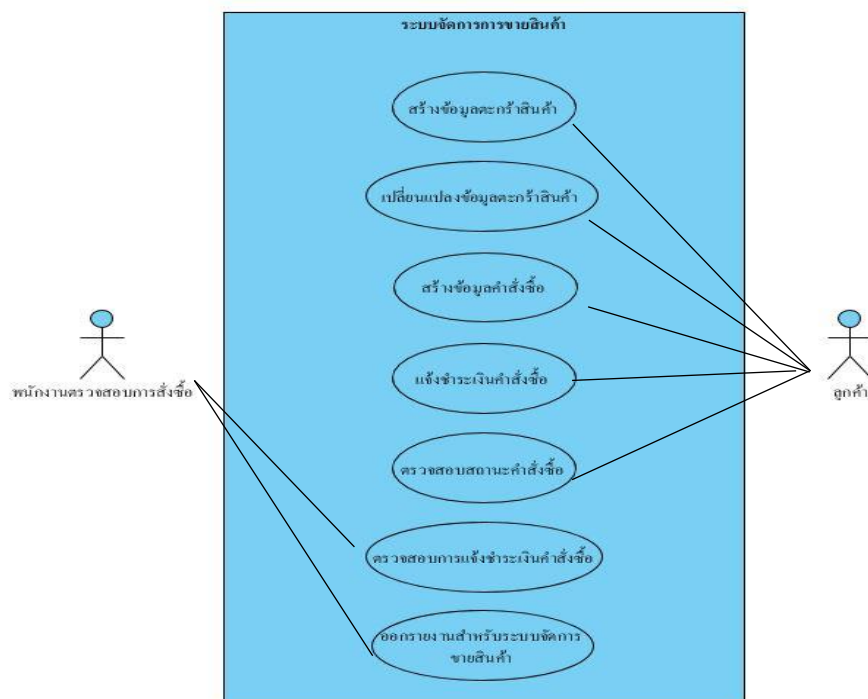 ระบบจัดการการขายสินค้า
สร้างข้อมูลตะกร้าสินค้า
เปลี่ยนแปลงข้อมูลตะกร้าสินค้า
สร้างข้อมูลคำสั่งซื้อ
แจ้งชำระเงินคำสั่งซื้อ
พนักงานตรวจสอบการสั่งซื้อ
ลูกค้า
ตรวจสอบสถานะคำสั่งซื้อ
ตรวจสอบการแจ้งชำระเงินคำสั่งซื้อ
ออกรายงานสำหรับระบบจัดการ
ขายสินค้า